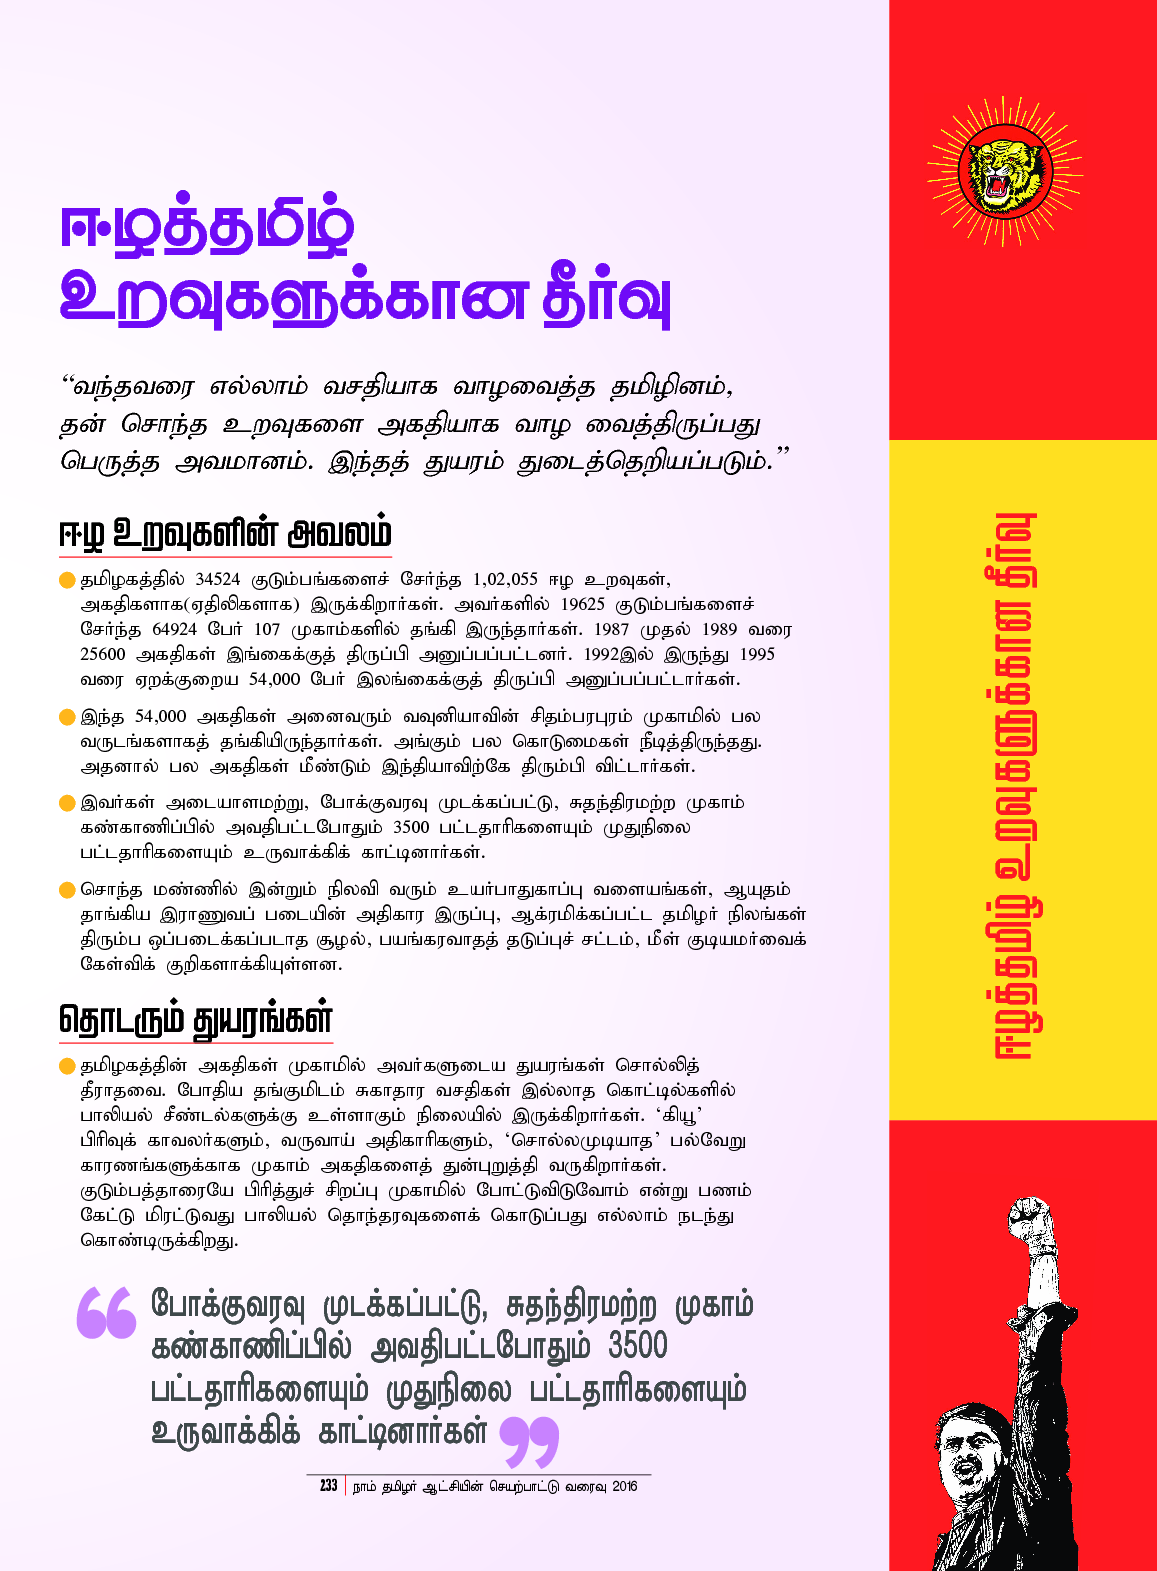 ஈழத்தமிழ்
உறவுகளுக்கான தீர்வு
“வந்தவரை எல்லாம் வசதியாக வாழவைத்த தமிழினம்,
தன் சொந்த உறவுகளை அகதியாக வாழ வைத்திருப்பது
பெருத்த அவமானம். இந்தத் துயரம் துடைத்தெறியப்படும்.”
ஈழ உறவுகளின் அவலம்
தமிழகத்தில் 34524 குடும்பங்களைச் சேர்ந்த 1,02,055 ஈழ உறவுகள்,
அகதிகளாக(ஏதிலிகளாக) இருக்கிறார்கள். அவர்களில் 19625 குடும்பங்களைச்
சேர்ந்த 64924 பேர் 107 முகாம்களில் தங்கி இருந்தார்கள். 1987 முதல் 1989 வரை
25600 அகதிகள் இங்கைக்குத் திருப்பி அனுப்பப்பட்டனர். 1992இல் இருந்து 1995
வரை ஏறக்குறைய 54,000 பேர் இலங்கைக்குத் திருப்பி அனுப்பப்பட்டார்கள்.
இந்த 54,000 அகதிகள் அனைவரும் வவுனியாவின் சிதம்பரபுரம் முகாமில் பல
வருடங்களாகத் தங்கியிருந்தார்கள். அங்கும் பல கொடுமைகள் நீடித்திருந்தது.
அதனால் பல அகதிகள் மீண்டும் இந்தியாவிற்கே திரும்பி விட்டார்கள்.
இவர்கள் அடையாளமற்று, போக்குவரவு முடக்கப்பட்டு, சுதந்திரமற்ற முகாம்
கண்காணிப்பில் அவதிபட்டபோதும் 3500 பட்டதாரிகளையும் முதுநிலை
பட்டதாரிகளையும் உருவாக்கிக் காட்டினார்கள்.
சொந்த மண்ணில் இன்றும் நிலவி வரும் உயர்பாதுகாப்பு வளையங்கள், ஆயுதம்
தாங்கிய இராணுவப் படையின் அதிகார இருப்பு, ஆக்ரமிக்கப்பட்ட தமிழர் நிலங்கள்
திரும்ப ஒப்படைக்கப்படாத சூழல், பயங்கரவாதத் தடுப்புச் சட்டம், மீள் குடியமர்வைக்
கேள்விக் குறிகளாக்கியுள்ளன.
தொடரும் துயரங்கள்
தமிழகத்தின் அகதிகள் முகாமில் அவர்களுடைய துயரங்கள் சொல்லித்
தீராதவை. போதிய தங்குமிடம் சுகாதார வசதிகள் இல்லாத கொட்டில்களில்
பாலியல் சீண்டல்களுக்கு உள்ளாகும் நிலையில் இருக்கிறார்கள். ‘கியூ’
பிரிவுக் காவலர்களும், வருவாய் அதிகாரிகளும், ‘சொல்லமுடியாத’ பல்வேறு
காரணங்களுக்காக முகாம் அகதிகளைத் துன்புறுத்தி வருகிறார்கள்.
குடும்பத்தாரையே பிரித்துச் சிறப்பு முகாமில் போட்டுவிடுவோம் என்று பணம்
கேட்டு மிரட்டுவது பாலியல் தொந்தரவுகளைக் கொடுப்பது எல்லாம் நடந்து
கொண்டிருக்கிறது.
“ போக்குவரவு முடக்கப்பட்டு, சுதந்திரமற்ற முகாம்
கண்காணிப்பில் அவதிபட்டபோதும் 3500
பட்டதாரிகளையும் முதுநிலை பட்டதாரிகளையும்
உருவாக்கிக் காட்டினார்கள் ”
233 | நாம் தமிழர் ஆட்சியின் செயற்பாட்டு வரைவு 2016
ஈழத்தமிழ் உறவுகளுக்கான தீர்வு